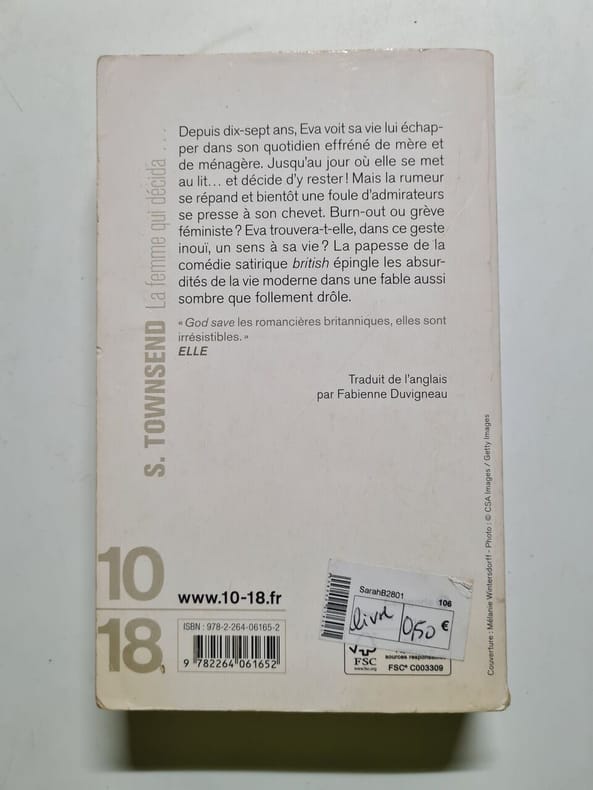 Depuis dix-sept ans, Eva voit sa vie lui échap-
per dans son quotidien effréné de mère et
de ménagère. Jusqu'au jour où elle se met
au lit... et décide d'y rester ! Mais la rumeur
se répand et bientôt une foule d'admirateurs
se presse à son chevet. Burn-out ou grève
féministe ? Eva trouvera-t-elle, dans ce geste
inouï, un sens à sa vie ? La papesse de la
comédie satirique british épingle les absur-
dités de la vie moderne dans une fable aussi
sombre que follement drôle.
« God save les romancières britanniques, elles sont
irrésistibles. »
ELLE
Traduit de l'anglais
par Fabienne Duvigneau
S. TOWNSEND La femme qui décida...
10
18
www.10-18.fr
ISBN : 978-2-264-06165-2
9 782264 061652
SarahB2801
106
livre
0,50 €
sources responsables
FSC
www.fsc.org
FSC® C003309
Couverture : Mélanie Wintersdorff - Photo : © CSA Images / Getty Images